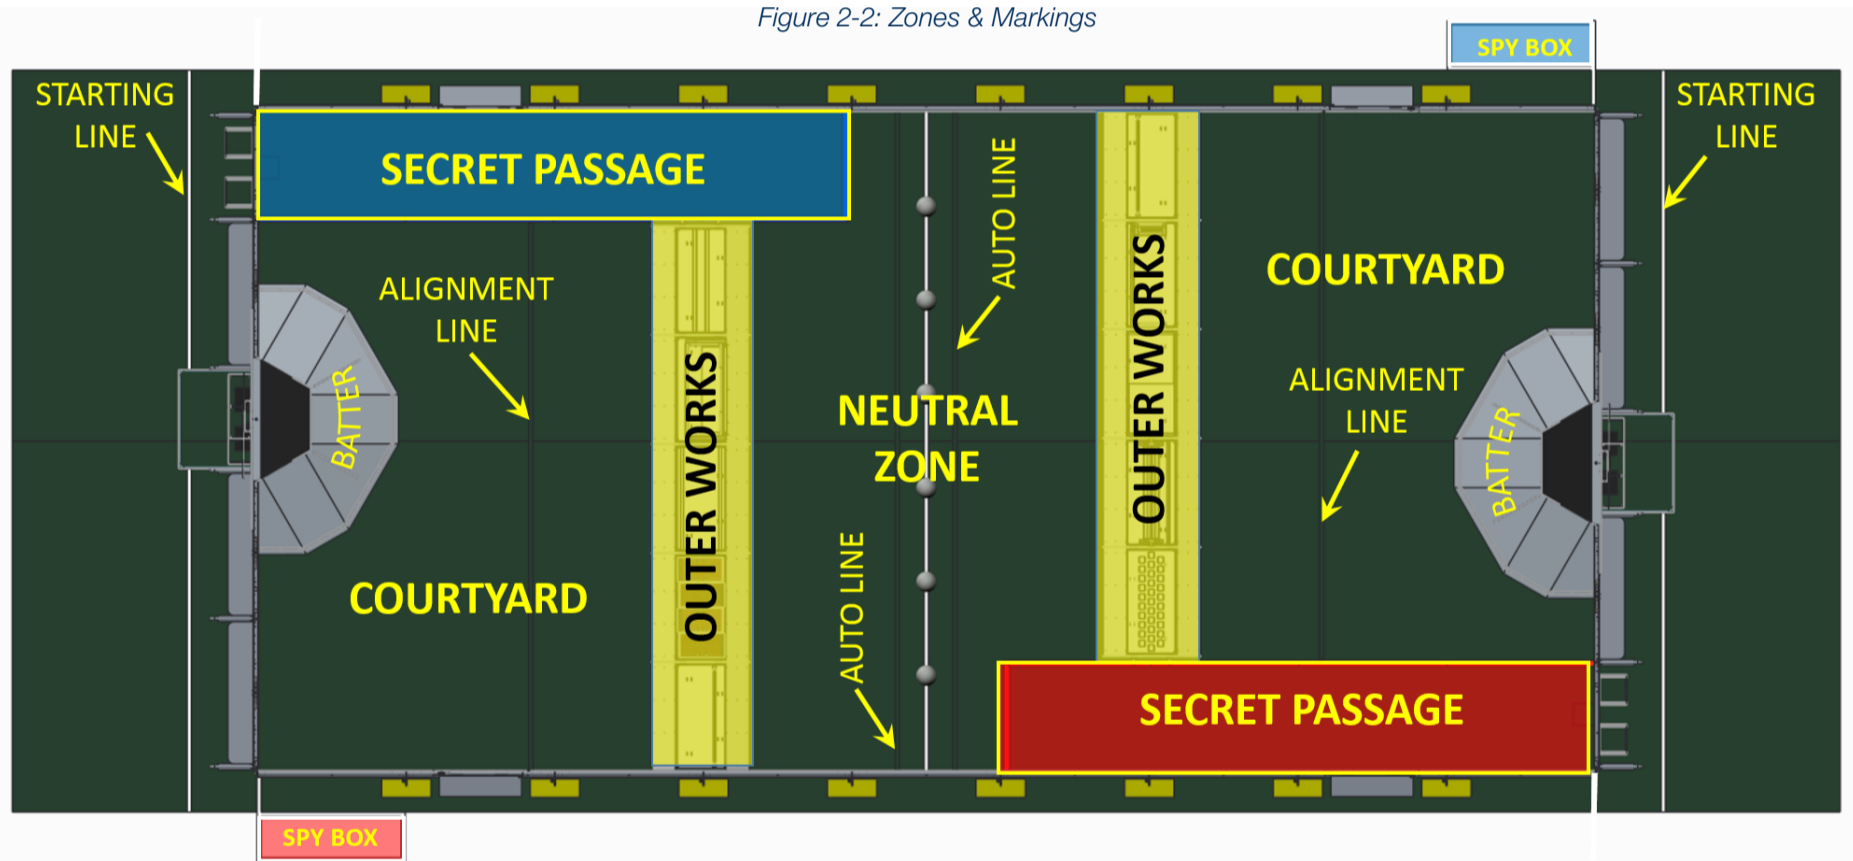 Figure 2-2: Zones & Markings
SPY BOX
STARTING
LINE
STARTING
LINE
SECRET PASSAGE
AUTO LINE
ALIGNMENT
LINE
COURTYARD
OUTER WORKS
OUTER WORKS
BATTER
NEUTRAL
ZONE
ALIGNMENT
LINE
BATTER
COURTYARD
AUTO LINE
SECRET PASSAGE
SPY BOX